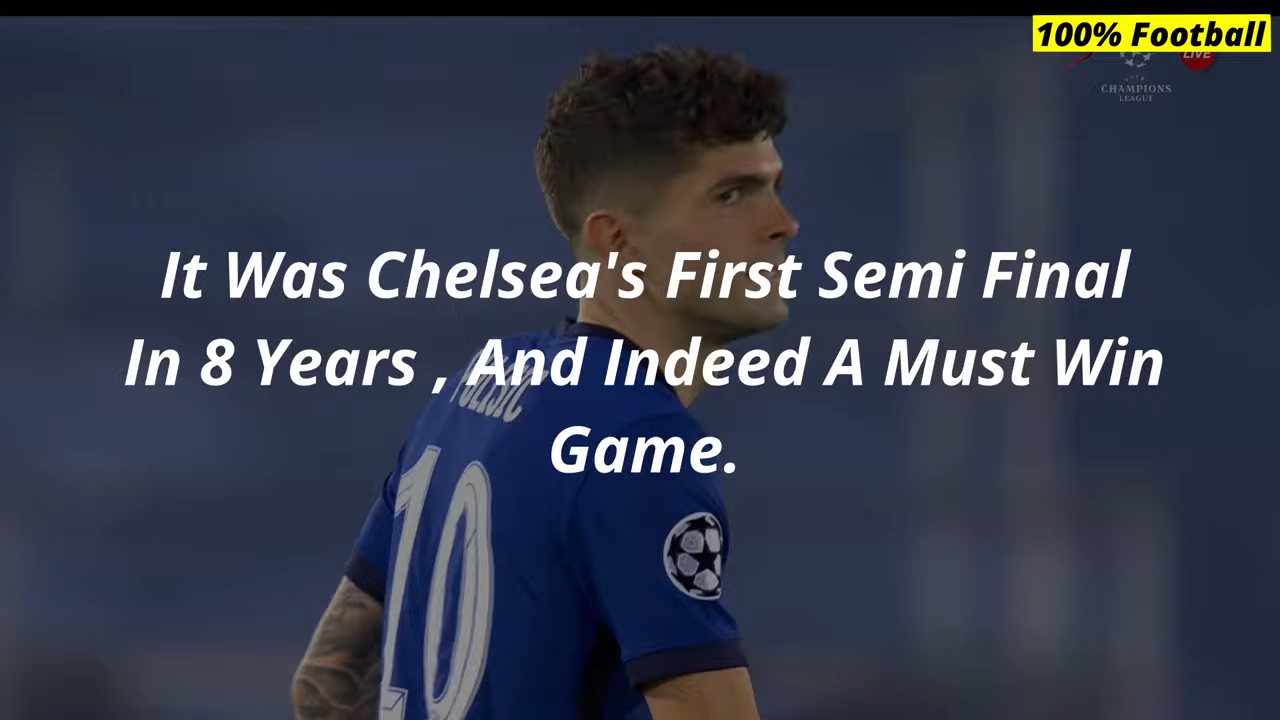 100% Football
LIVE
CHAMPIONS
LEAGUE
It Was Chelsea's First Semi Final
In 8 Years , And Indeed A Must Win
Game.
10